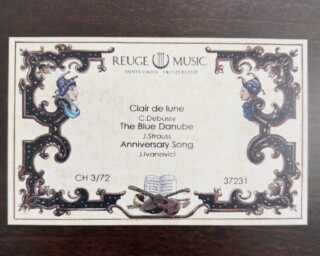 REUGE MUSIC
SAINTE-CROIX SWITZERLAND
Clair de lune
C.Debussy
The Blue Danube
J.Strauss
Anniversary Song
J.Ivanovici
CH 3/72 37231